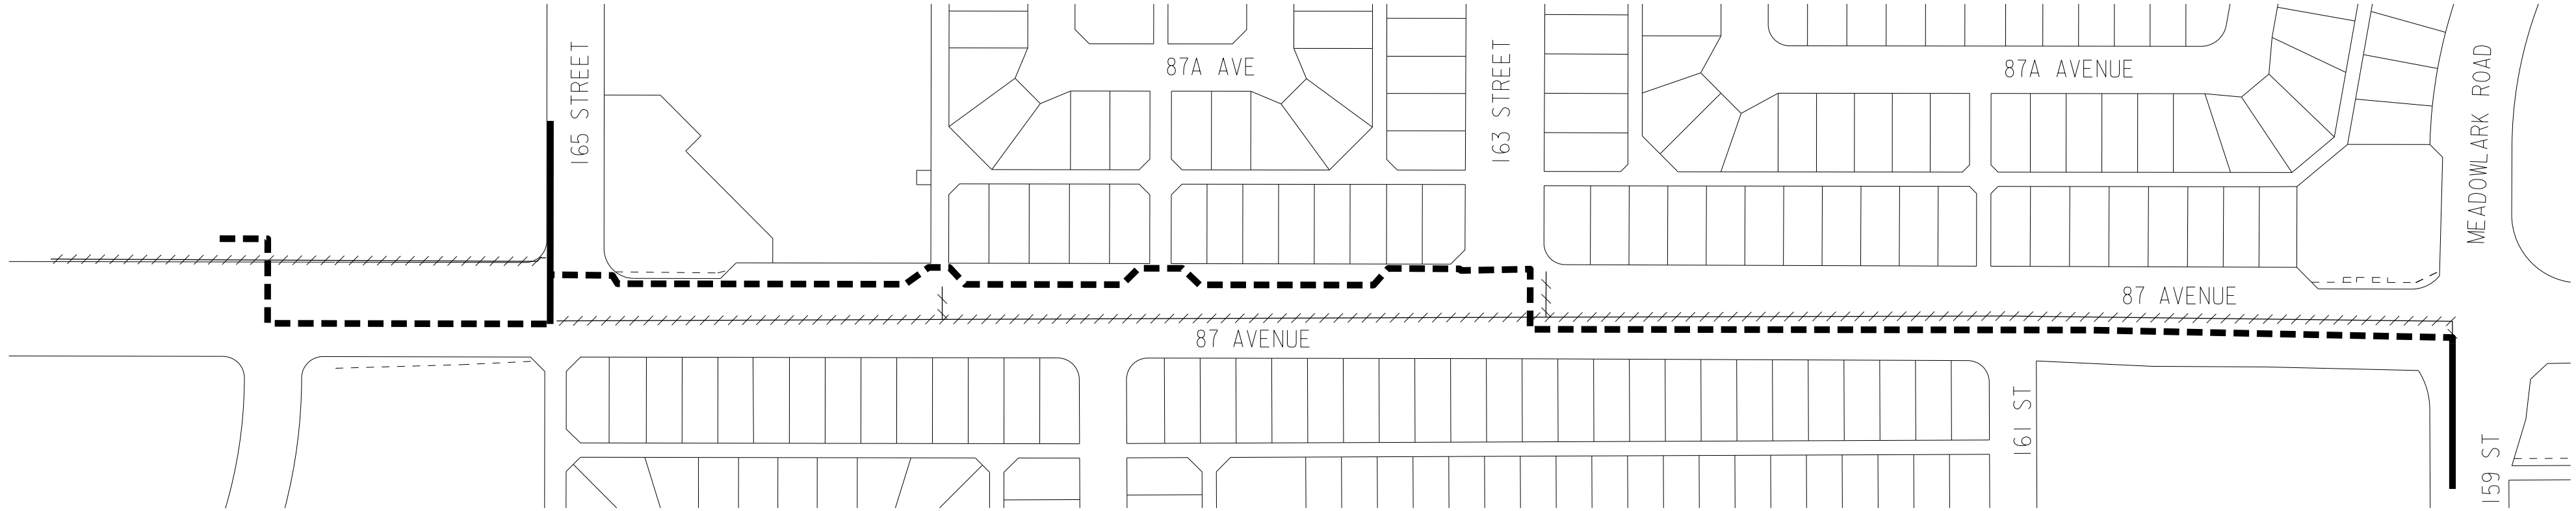 165 STREET
87A AVE
163 STREET
87A AVENUE
MEADOWLARK ROAD
87 AVENUE
87 AVENUE
161 ST
159 ST